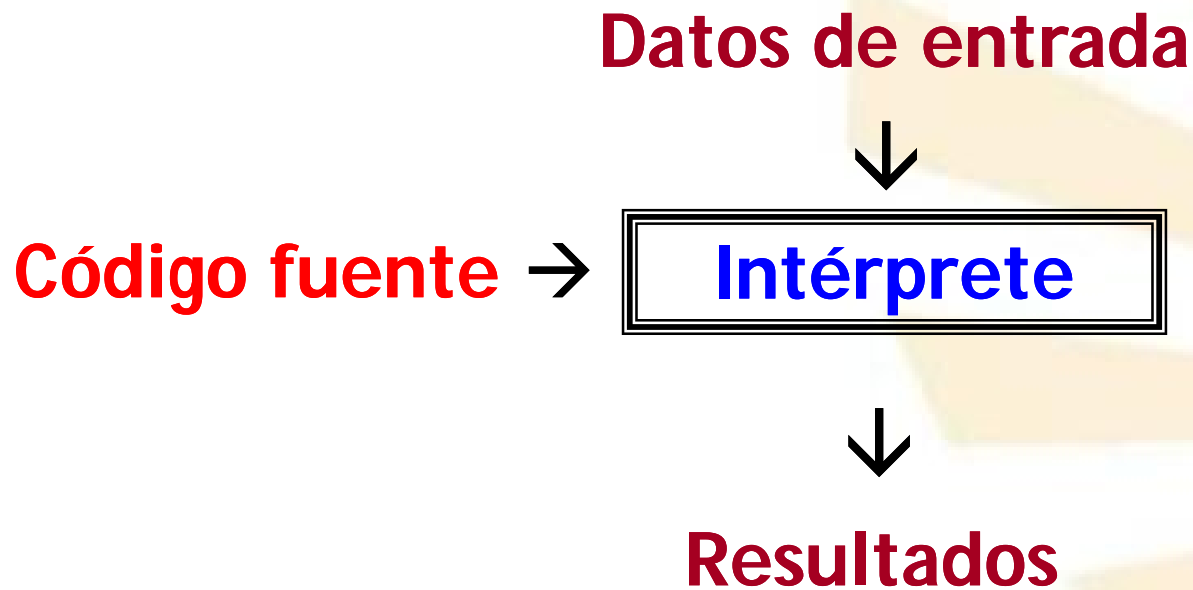 Datos de entrada
↓
Código fuente → Intérprete
↓
Resultados